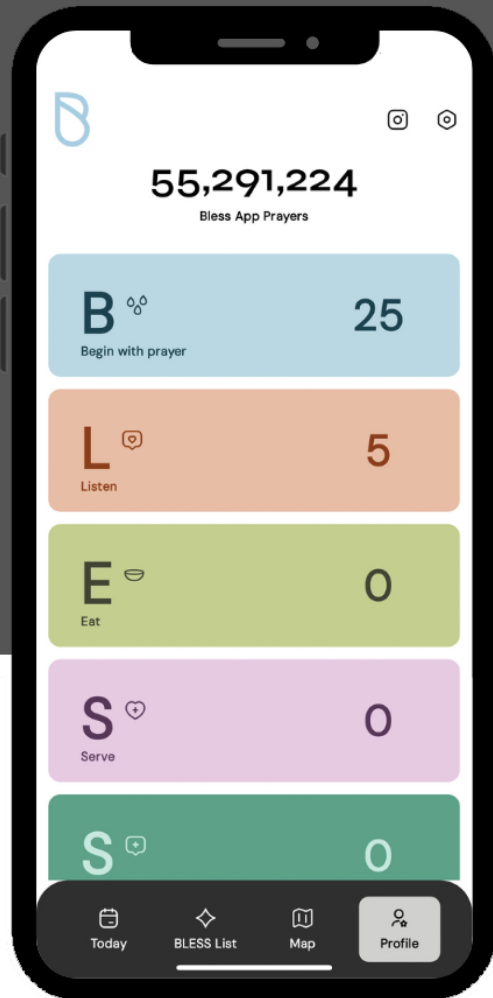 B
55,291,224
Bless App Prayers
B 25
Begin with prayer
L 5
Listen
E 0
Eat
S 0
Serve
S 0
Today BLESS List Map Profile